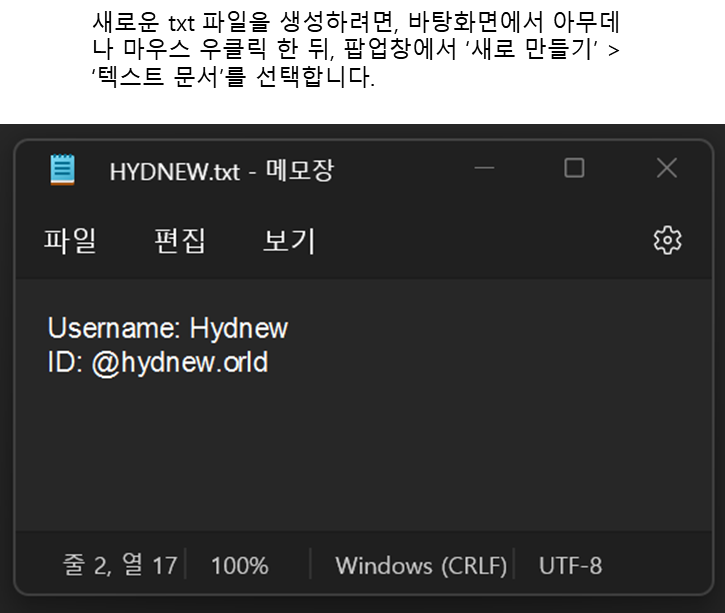 새로운 txt 파일을 생성하려면, 바탕화면에서 아무데
나 마우스 우클릭 한 뒤, 팝업창에서 ‘새로 만들기’ >
‘텍스트 문서’를 선택합니다.
HYDNEW.txt - 메모장
파일 편집 보기
Username: Hydnew
ID: @hydnew.orld
줄 2, 열 17 100% Windows (CRLF) UTF-8